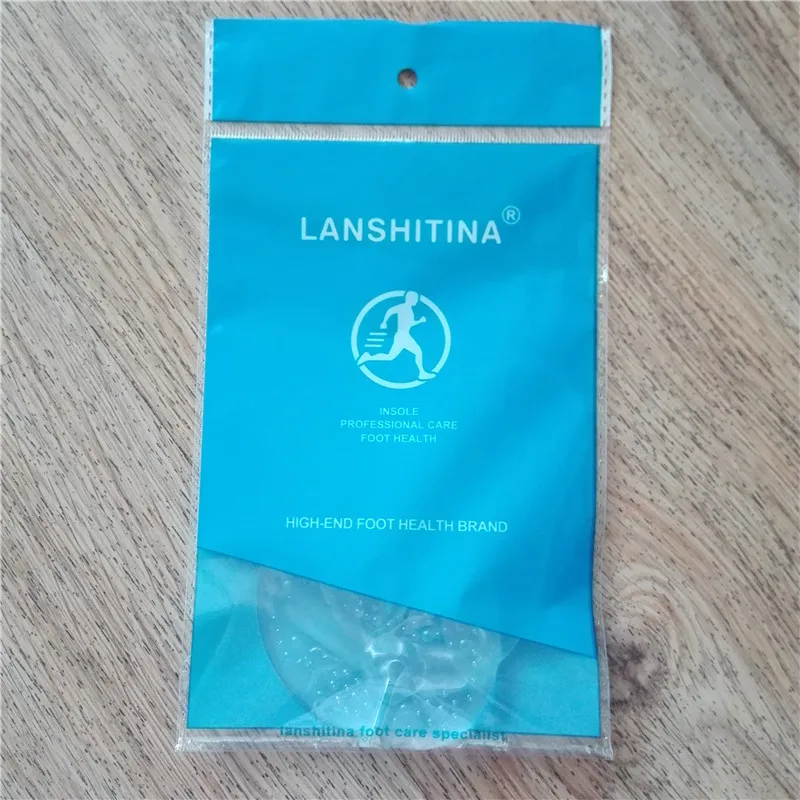 LANSHITINA®
INSOLE
PROFESSIONAL CARE
FOOT HEALTH
HIGH-END FOOT HEALTH BRAND
lanshitina foot care specialist